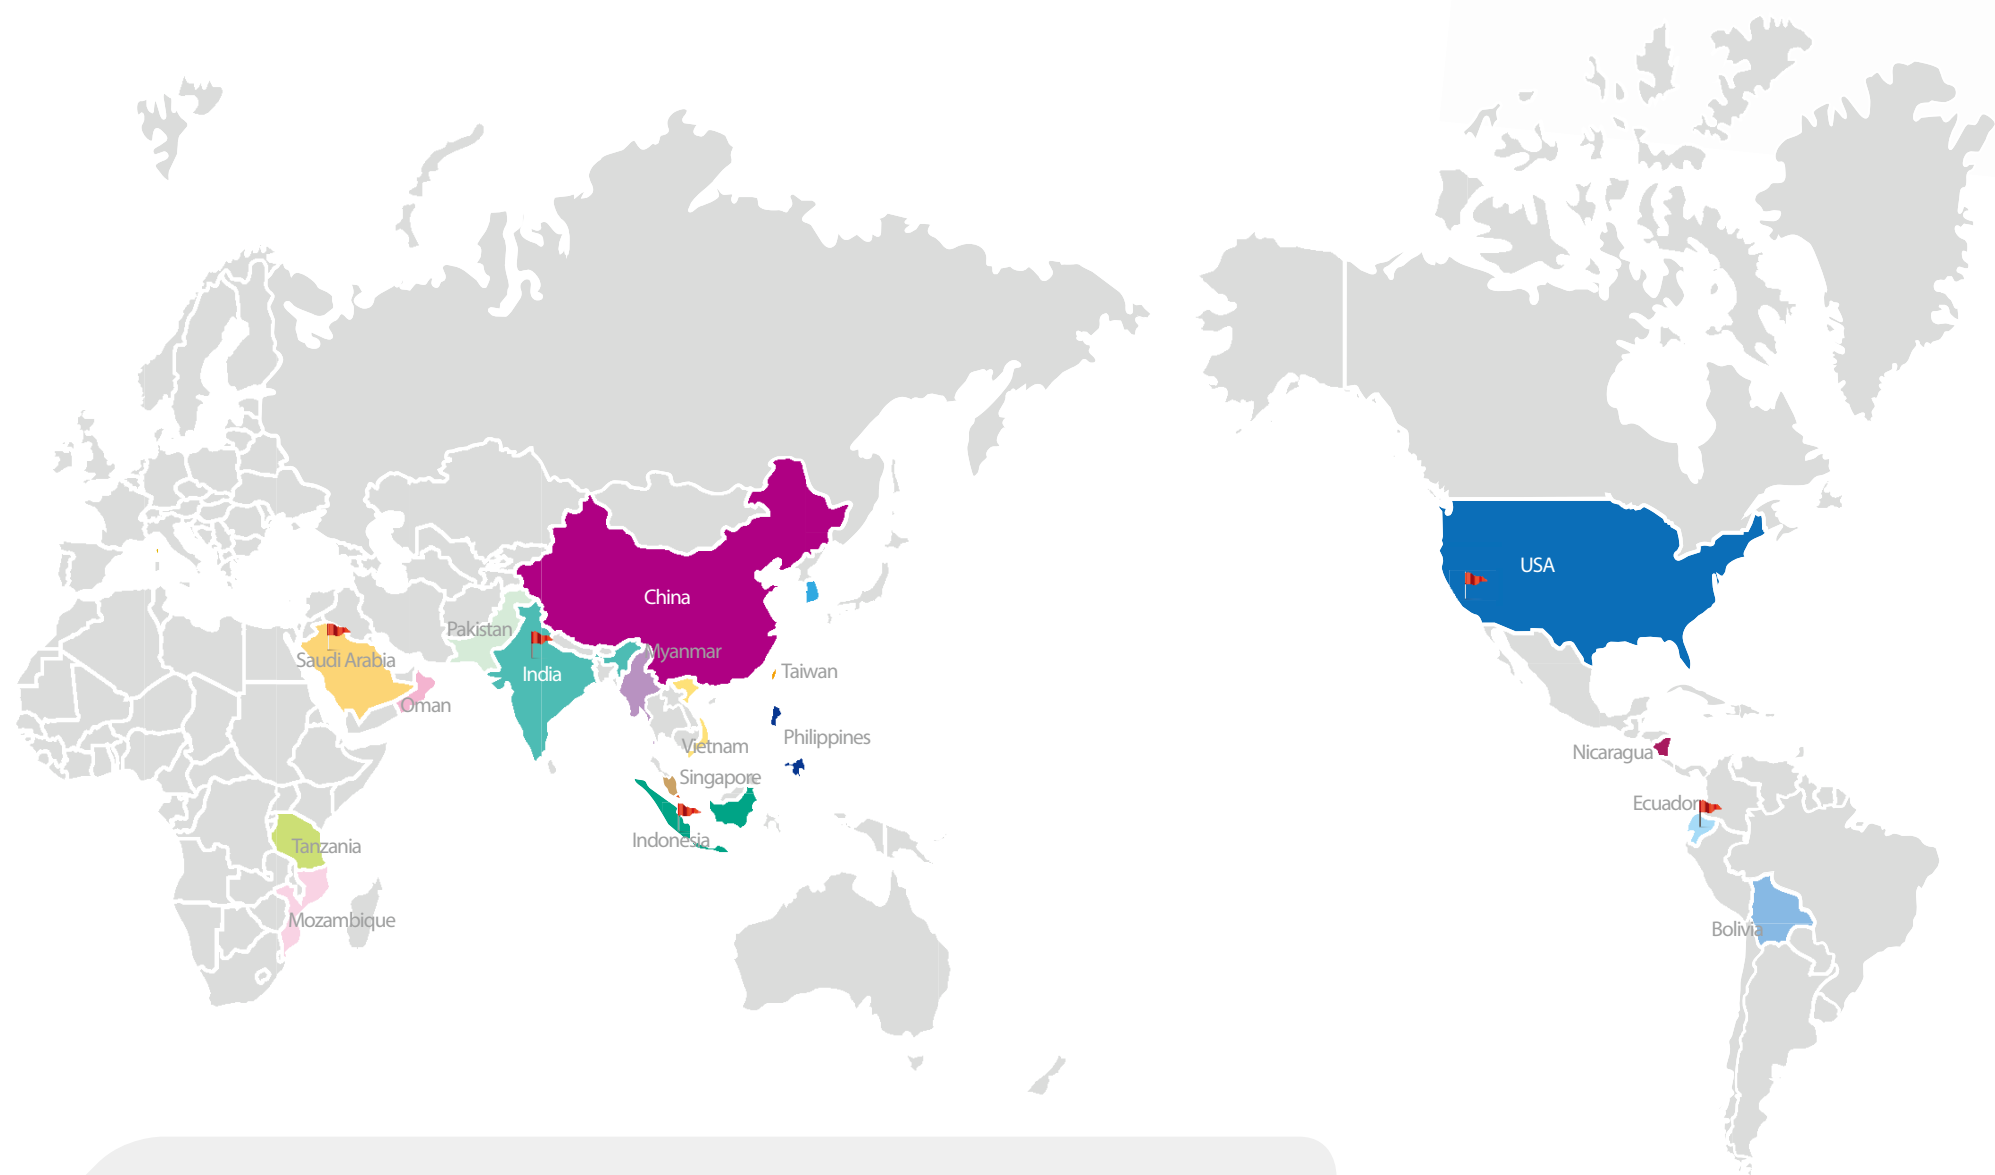 USA
China
Pakistan
Myanmar
Saudi Arabia
Taiwan
India
Oman
Philippines
Vietnam
Nicaragua
Singapore
Ecuador
Indonesia
Tanzania
Mozambique
Bolivia